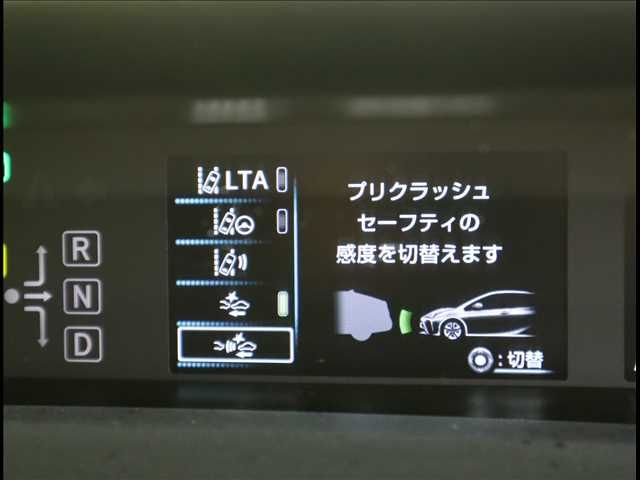 LTA
プリクラッシュ
セーフティの
感度を切替えます
R
N
D
:切替